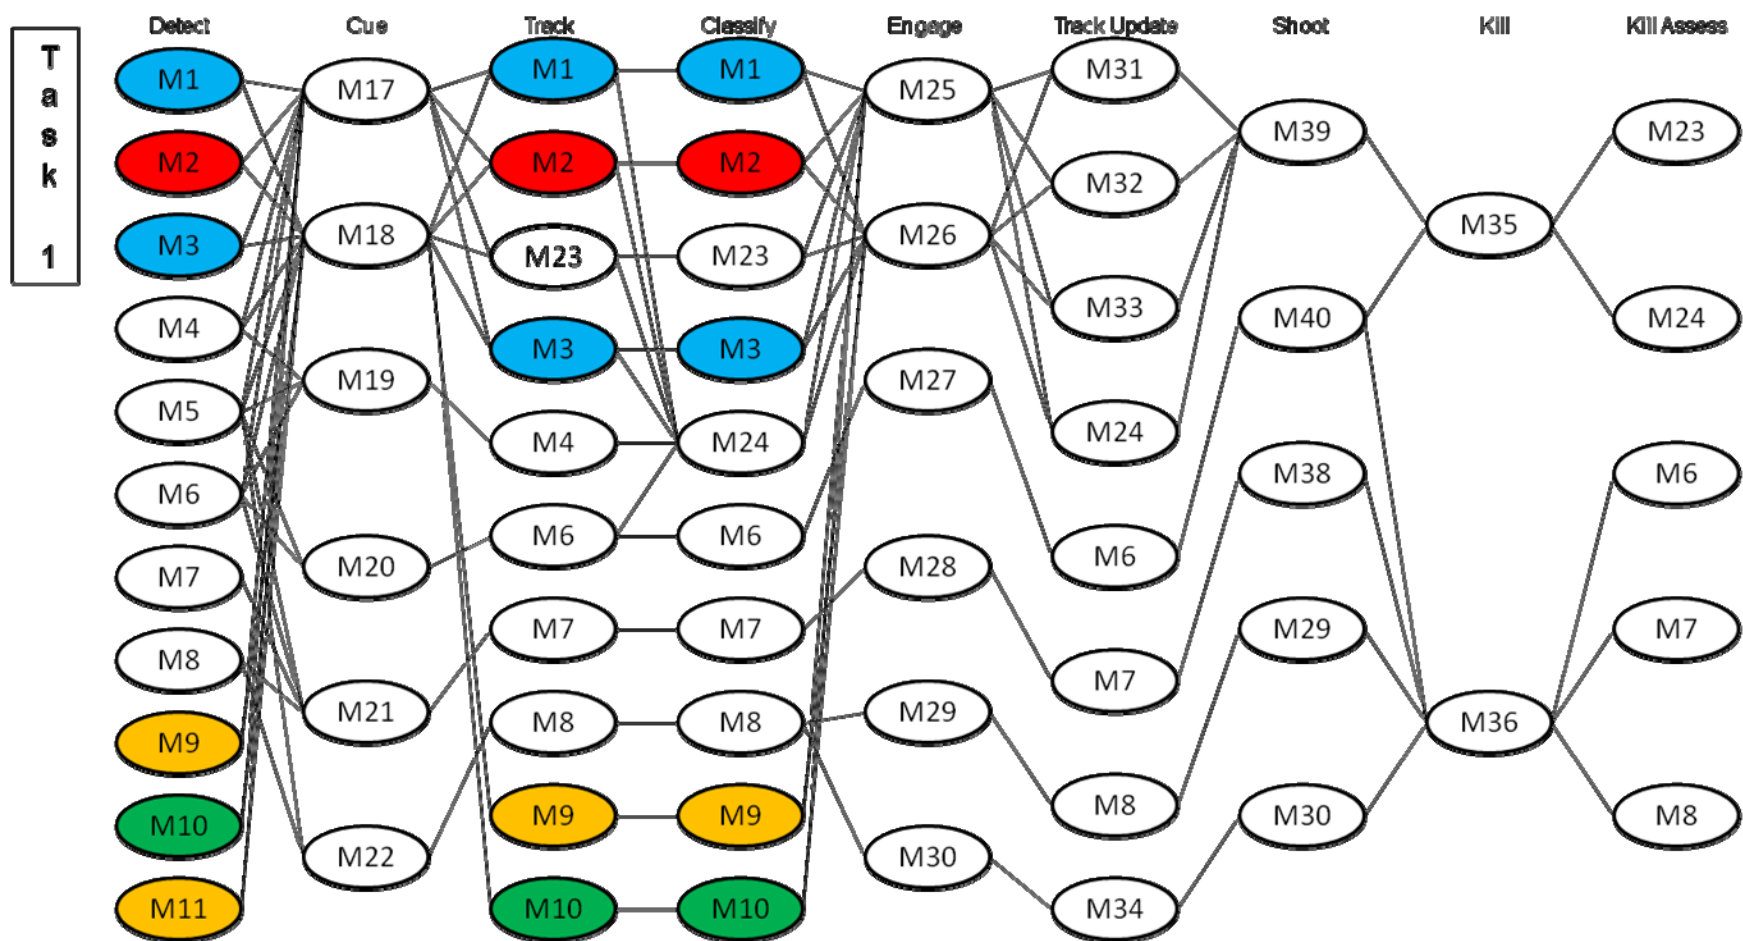 Task 1
Detect
M1
M2
M3
M4
M5
M6
M7
M8
M9
M10
M11
Cue
M17
M18
M19
M20
M21
M22
Track
M1
M2
M23
M3
M4
M6
M7
M8
M9
M10
Classify
M1
M2
M23
M3
M24
M6
M7
M8
M9
M10
Engage
M25
M26
M27
M28
M29
M30
Track Update
M31
M32
M33
M24
M6
M7
M8
M34
Shoot
M39
M40
M38
M29
M30
Kill
M35
M36
Kill Assess
M23
M24
M6
M7
M8